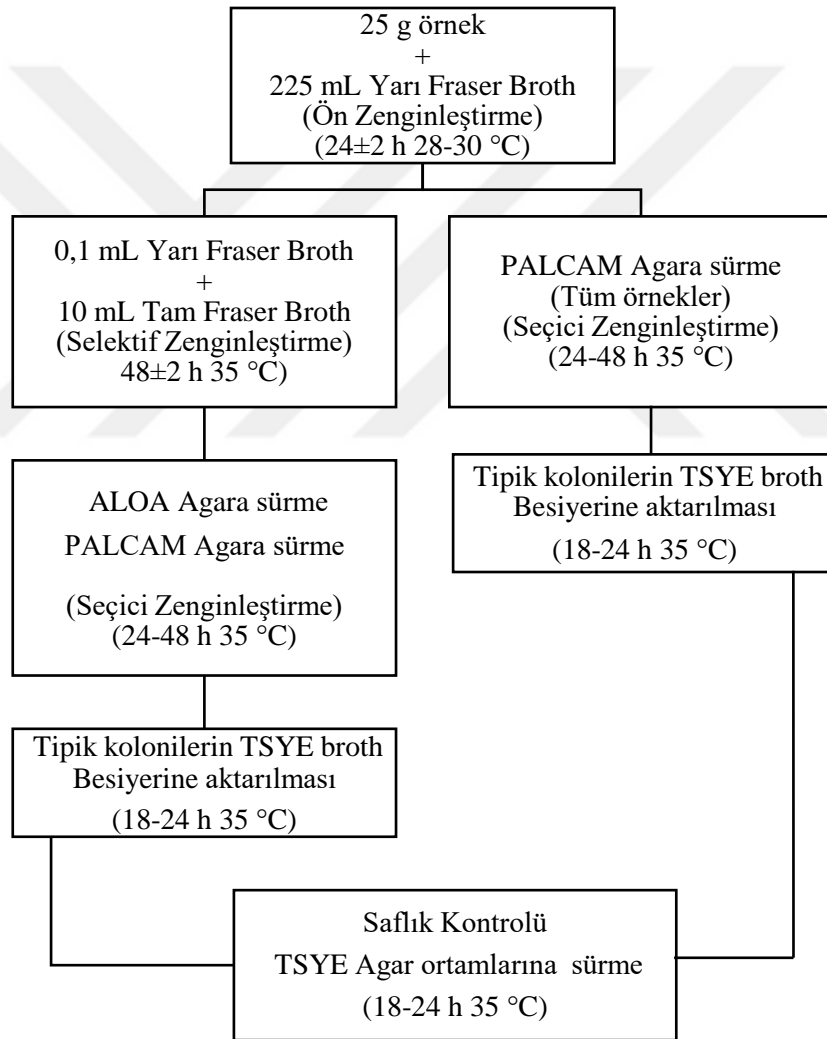 25 g örnek
+
225 mL Yarı Fraser Broth
(Ön Zenginleştirme)
(24±2 h 28-30 °C)
0,1 mL Yarı Fraser Broth
+
10 mL Tam Fraser Broth
(Selektif Zenginleştirme)
48±2 h 35 °C)
PALCAM Agara sürme
(Tüm örnekler)
(Seçici Zenginleştirme)
(24-48 h 35 °C)
ALOA Agara sürme
PALCAM Agara sürme
(Seçici Zenginleştirme)
(24-48 h 35 °C)
Tipik kolonilerin TSYE broth
Besiyerine aktarılması
(18-24 h 35 °C)
Tipik kolonilerin TSYE broth
Besiyerine aktarılması
(18-24 h 35 °C)
Saflık Kontrolü
TSYE Agar ortamlarına sürme
(18-24 h 35 °C)